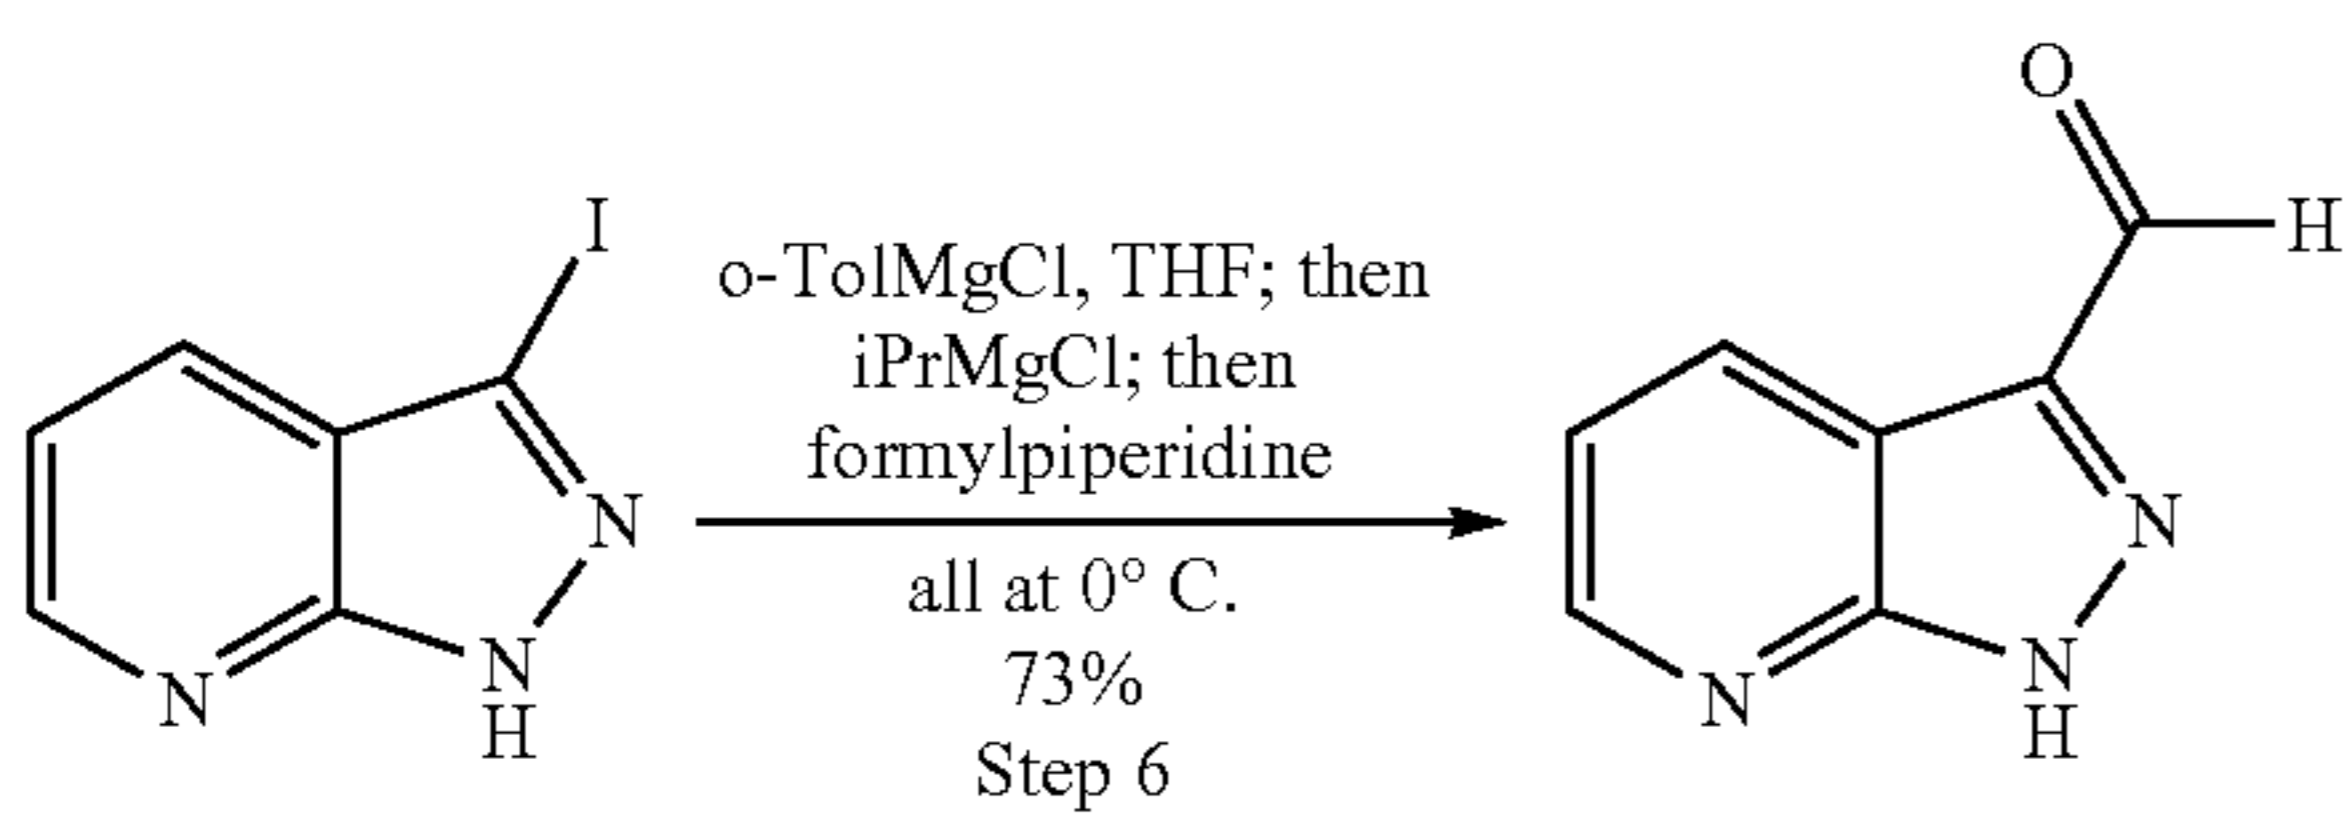 O
I
H
o-TolMgCl, THF; then
iPrMgCl; then
formylpiperidine
N
N
all at 0° C.
N
N
N
N
H
H
73%
Step 6